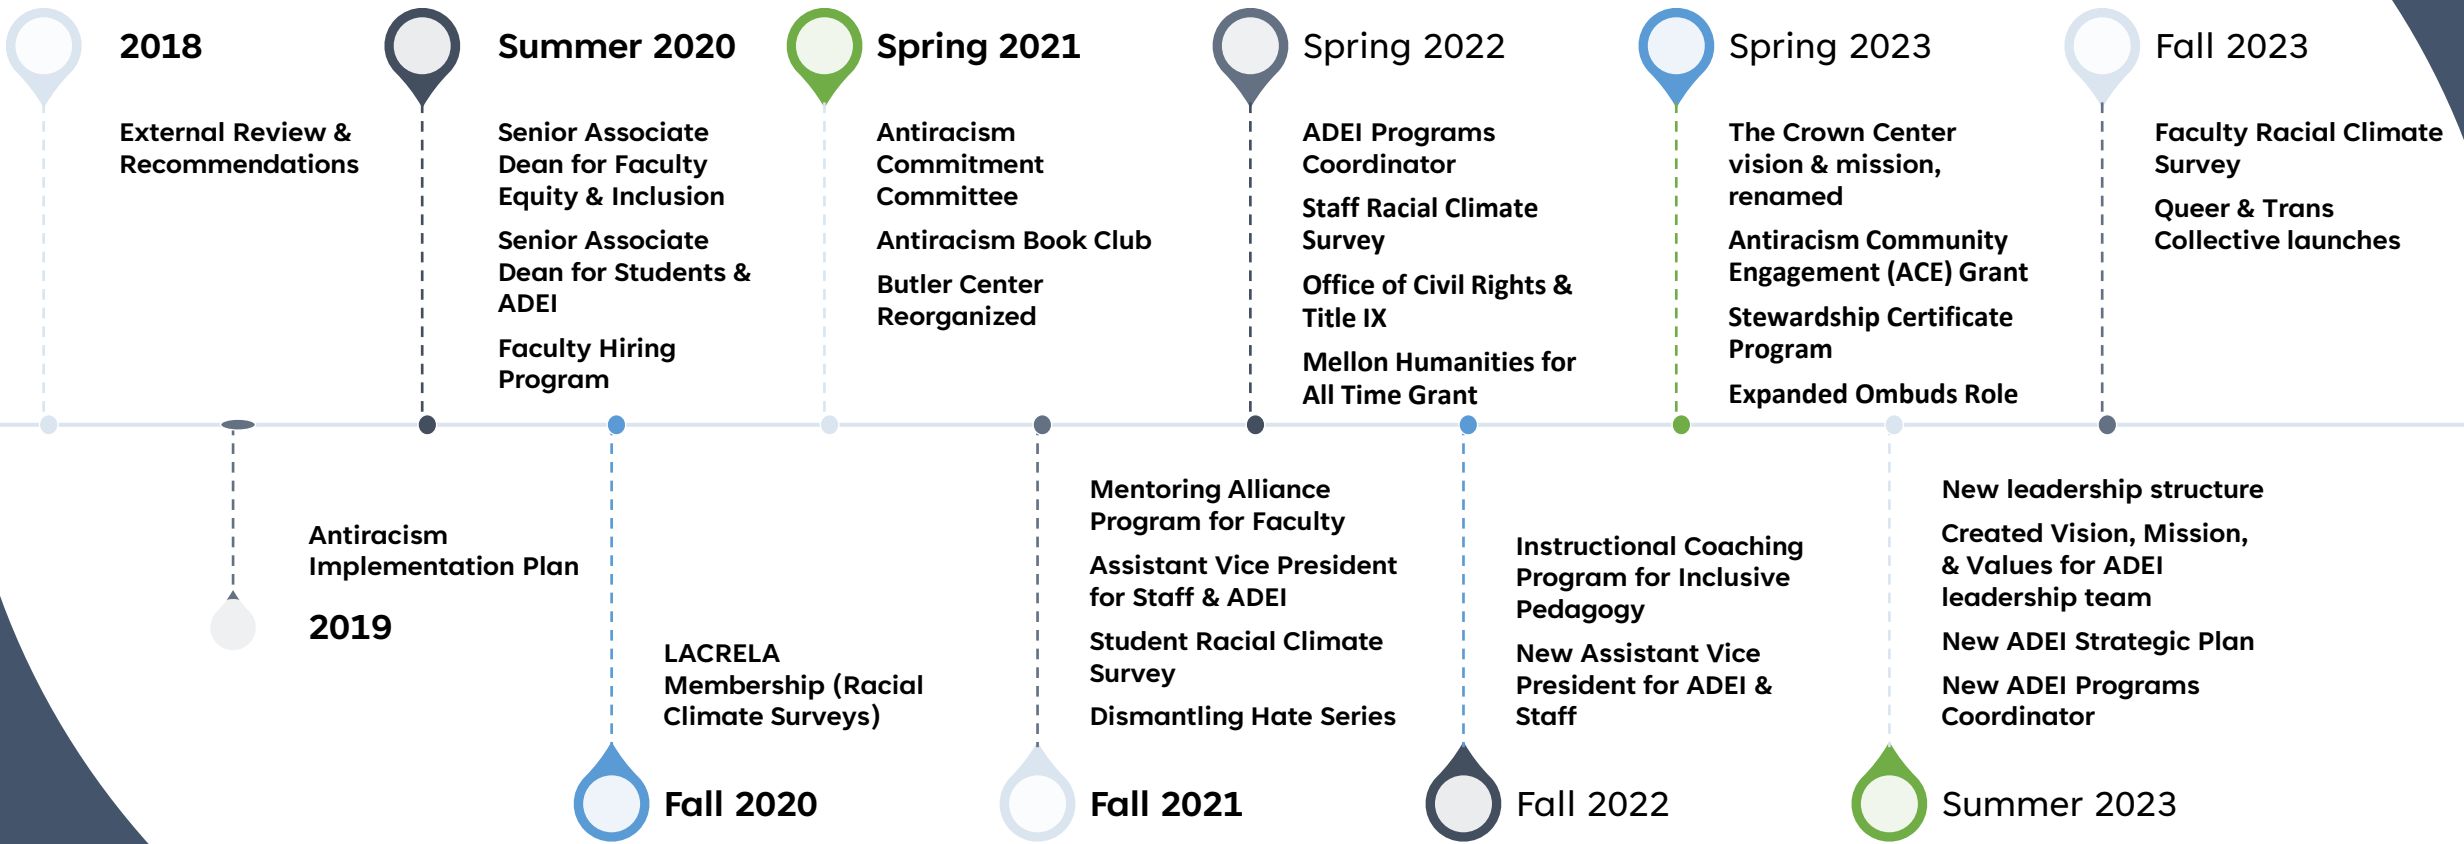 2018
External Review &
Recommendations
Antiracism
Implementation Plan
2019
Summer 2020
Senior Associate
Dean for Faculty
Equity & Inclusion
Senior Associate
Dean for Students &
ADEI
Faculty Hiring
Program
LACRELA
Membership (Racial
Climate Surveys)
Fall 2020
Spring 2021
Antiracism
Commitment
Committee
Antiracism Book Club
Butler Center
Reorganized
Mentoring Alliance
Program for Faculty
Assistant Vice President
for Staff & ADEI
Student Racial Climate
Survey
Dismantling Hate Series
Fall 2021
Spring 2022
ADEI Programs
Coordinator
Staff Racial Climate
Survey
Office of Civil Rights &
Title IX
Mellon Humanities for
All Time Grant
Instructional Coaching
Program for Inclusive
Pedagogy
New Assistant Vice
President for ADEI &
Staff
Fall 2022
Spring 2023
The Crown Center
vision & mission,
renamed
Antiracism Community
Engagement (ACE) Grant
Stewardship Certificate
Program
Expanded Ombuds Role
New leadership structure
Created Vision, Mission,
& Values for ADEI
leadership team
New ADEI Strategic Plan
New ADEI Programs
Coordinator
Summer 2023
Fall 2023
Faculty Racial Climate
Survey
Queer & Trans
Collective launches